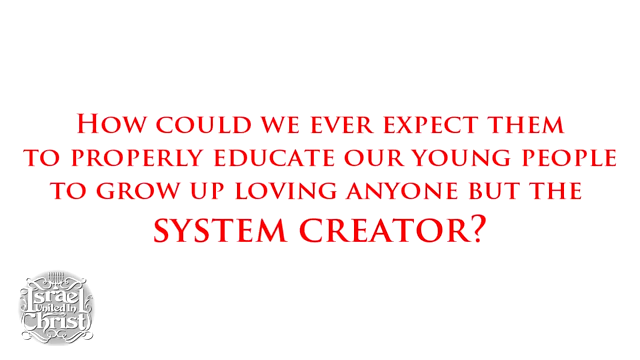 How could we ever expect them
to properly educate our young people
to grow up loving anyone but the
system creator?
Israel
United In
Christ